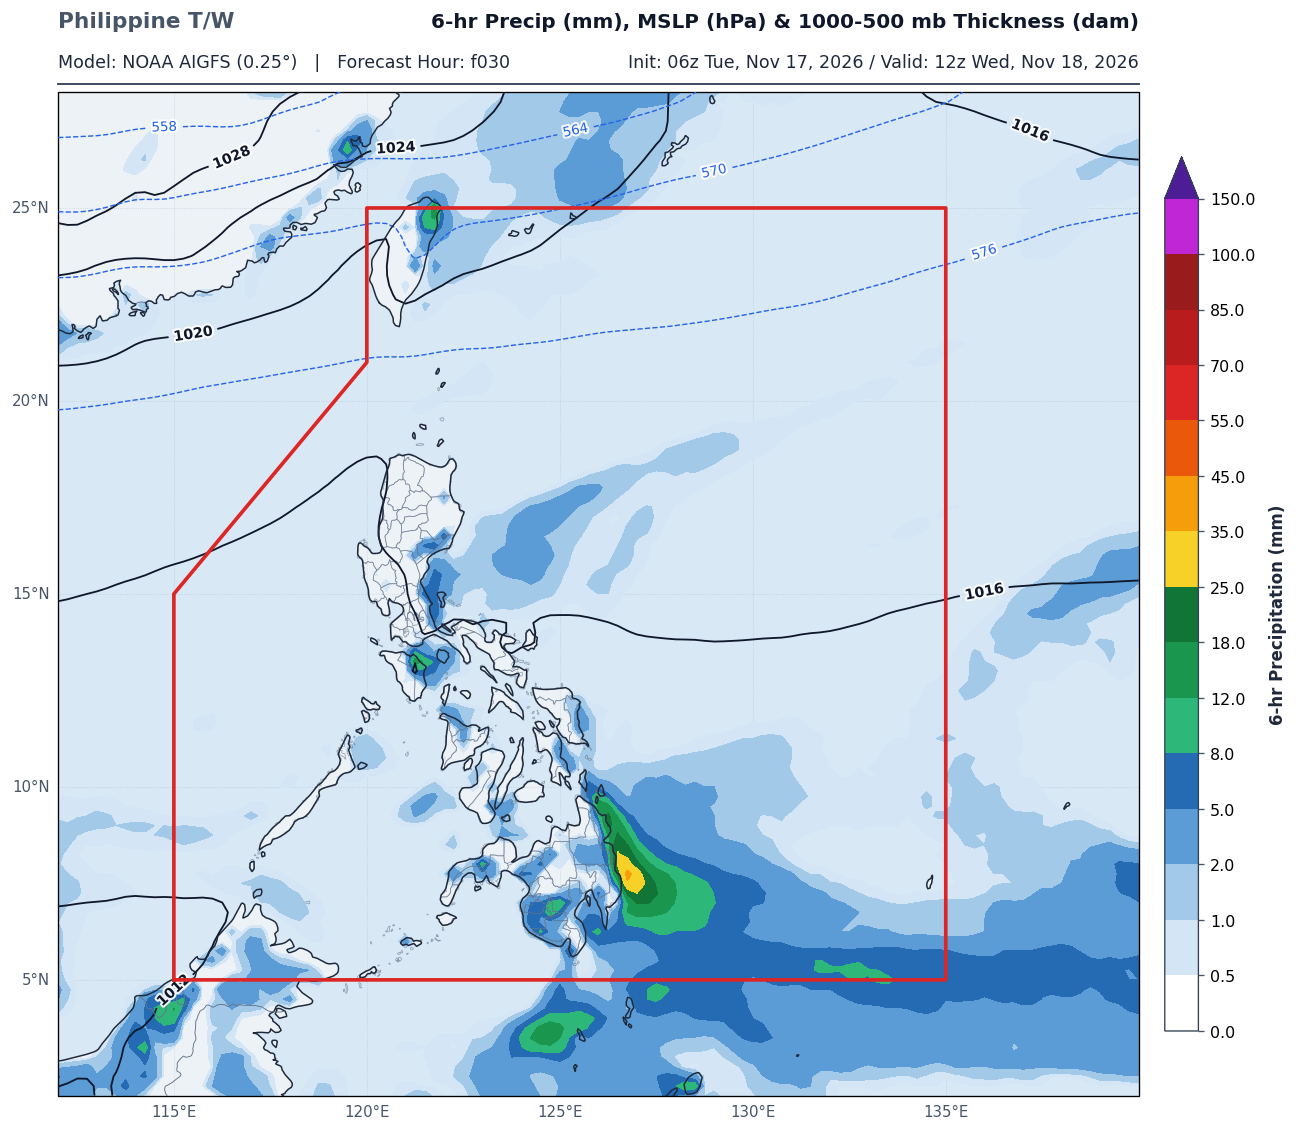 Philippine T/W
6-hr Precip (mm), MSLP (hPa) & 1000-500 mb Thickness (dam)
Model: NOAA AIGFS (0.25°) | Forecast Hour: f030
Init: 06z Tue, Nov 17, 2026 / Valid: 12z Wed, Nov 18, 2026
558
1028
1024
564
570
1016
576
1020
1016
1012
25°N
20°N
15°N
10°N
5°N
115°E
120°E
125°E
130°E
135°E
150.0
100.0
85.0
70.0
55.0
45.0
35.0
25.0
18.0
12.0
8.0
5.0
2.0
1.0
0.5
0.0
6-hr Precipitation (mm)